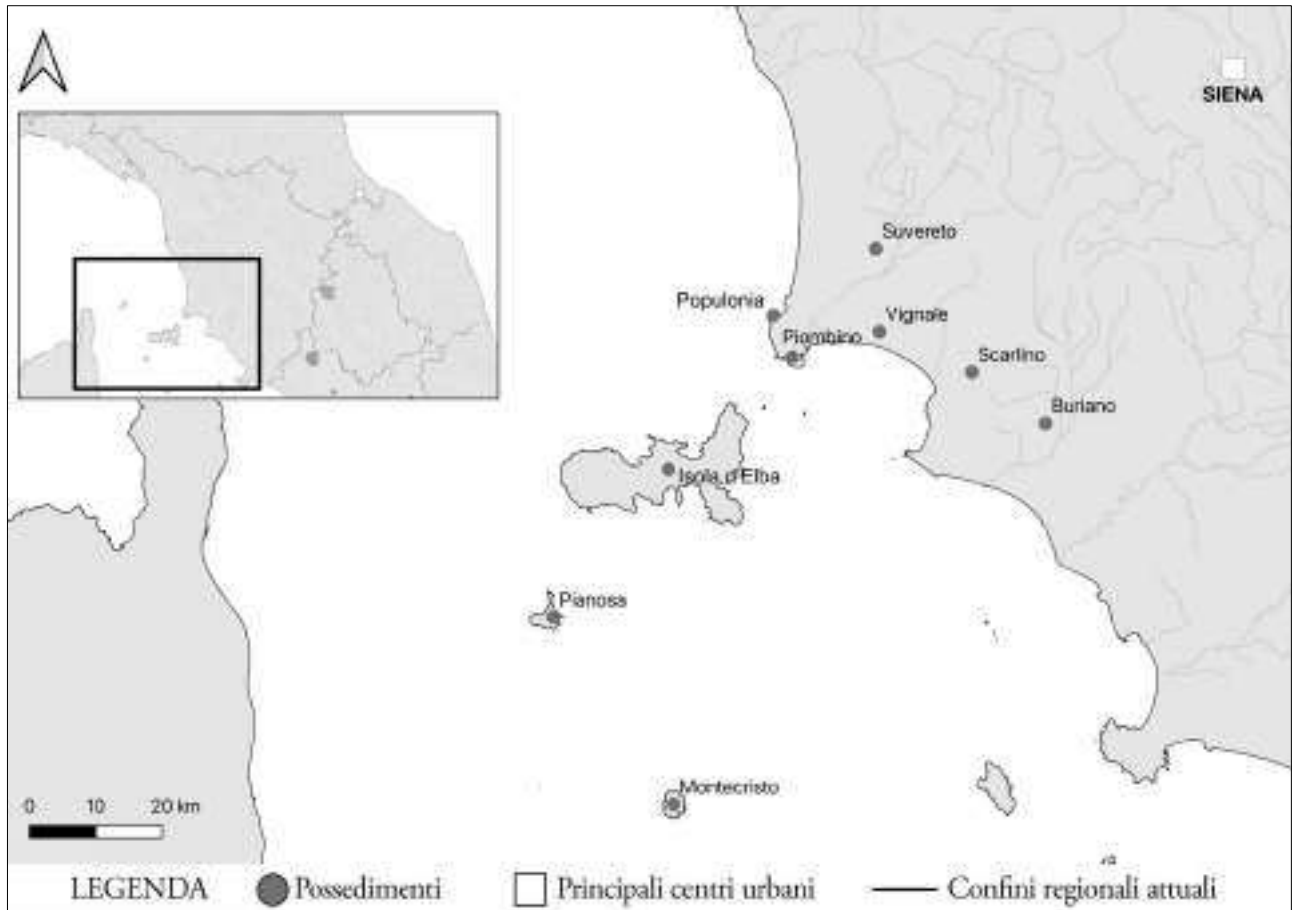 SIENA
Suvereto
Populonia
Vignale
Piombino
Scarlino
Buriano
Isola d'Elba
Pianosa
Montecristo
0 10 20 km
LEGENDA Possedimenti Principali centri urbani Confini regionali attuali